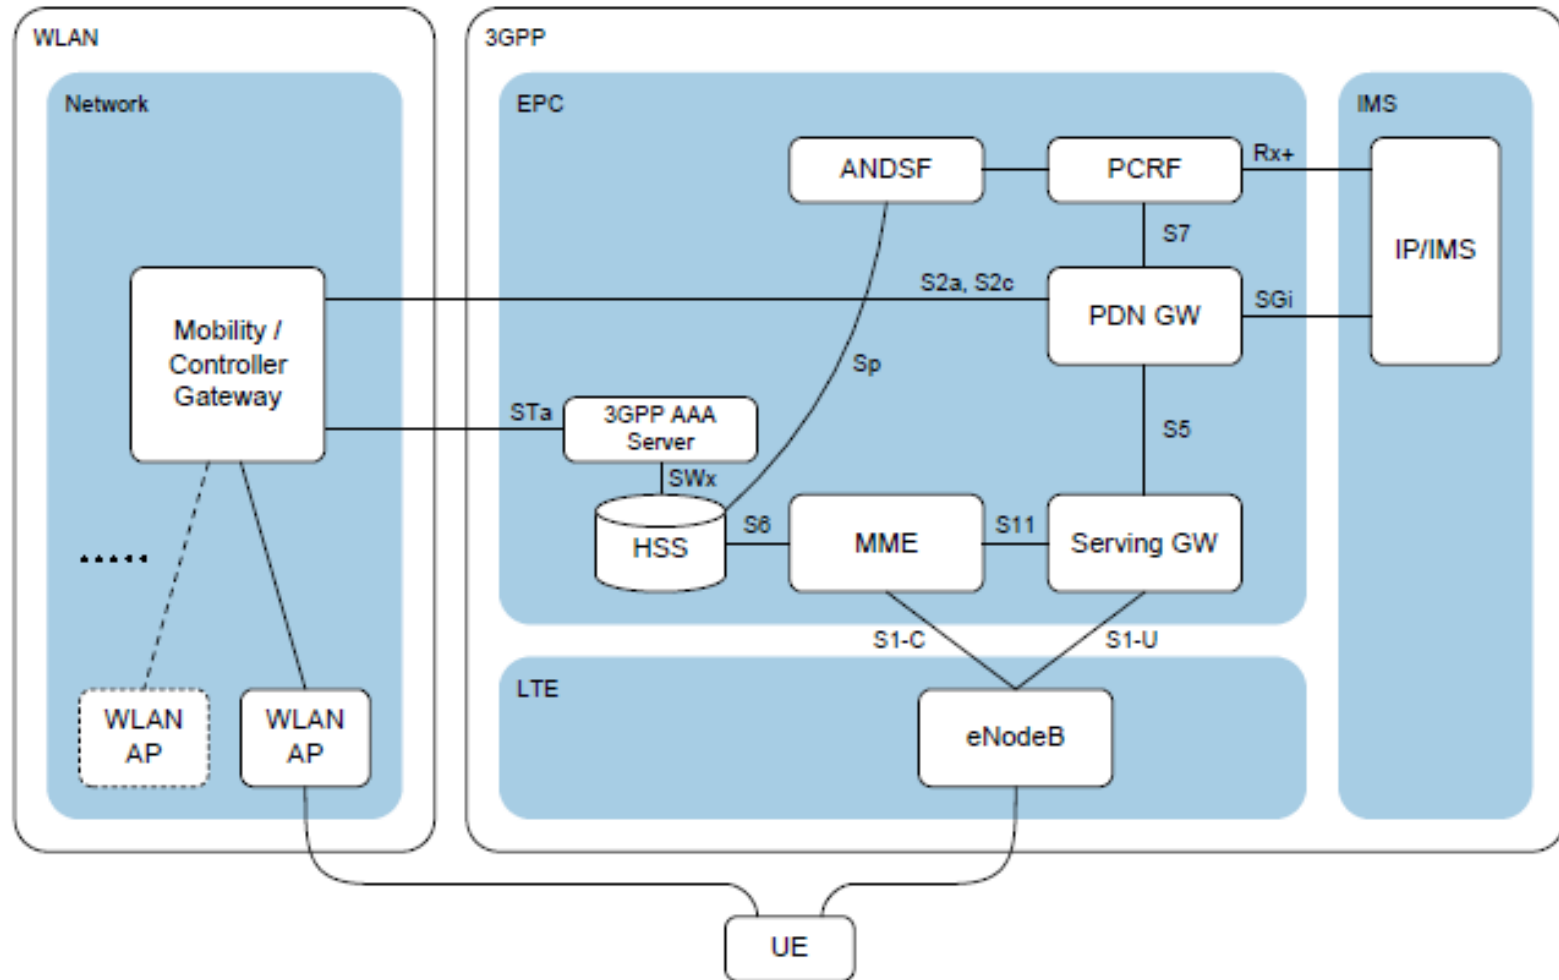 WLAN
3GPP
Network
EPC
IMS
ANDSF
PCRF
Rx+
S7
IP/IMS
Mobility /
Controller
Gateway
S2a, S2c
PDN GW
SGi
Sp
STa
3GPP AAA
Server
S5
SWx
HSS
S6
MME
S11
Serving GW
S1-C
S1-U
LTE
WLAN
AP
WLAN
AP
eNodeB
UE